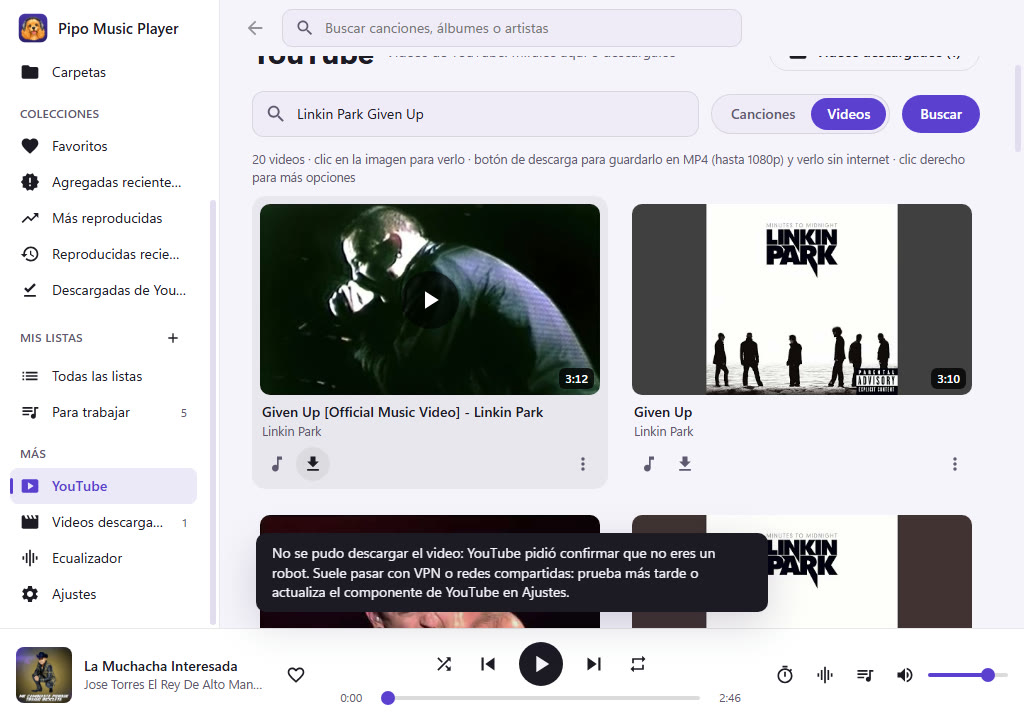 Pipo Music Player
Buscar canciones, álbumes o artistas
Carpetas
COLECCIONES
Favoritos
Agregadas reciente...
Más reproducidas
Reproducidas recie...
Descargadas de You...
MIS LISTAS
Todas las listas
Para trabajar 5
MÁS
YouTube
Videos descarga... 1
Ecualizador
Ajustes
YouTube
Linkin Park Given Up
Canciones
Videos
Buscar
20 videos · clic en la imagen para verlo · botón de descarga para guardarlo en MP4 (hasta 1080p) y verlo sin internet · clic derecho
para más opciones
3:12
Given Up [Official Music Video] - Linkin Park
Linkin Park
MINUTES TO MIDNIGHT
LINKIN
PARK
PARENTAL
ADVISORY
EXPLICIT CONTENT
3:10
Given Up
Linkin Park
MINUTES TO MIDNIGHT
LINKIN
PARK
No se pudo descargar el video: YouTube pidió confirmar que no eres un
robot. Suele pasar con VPN o redes compartidas: prueba más tarde o
actualiza el componente de YouTube en Ajustes.
La Muchacha Interesada
Jose Torres El Rey De Alto Man...
0:00
2:46